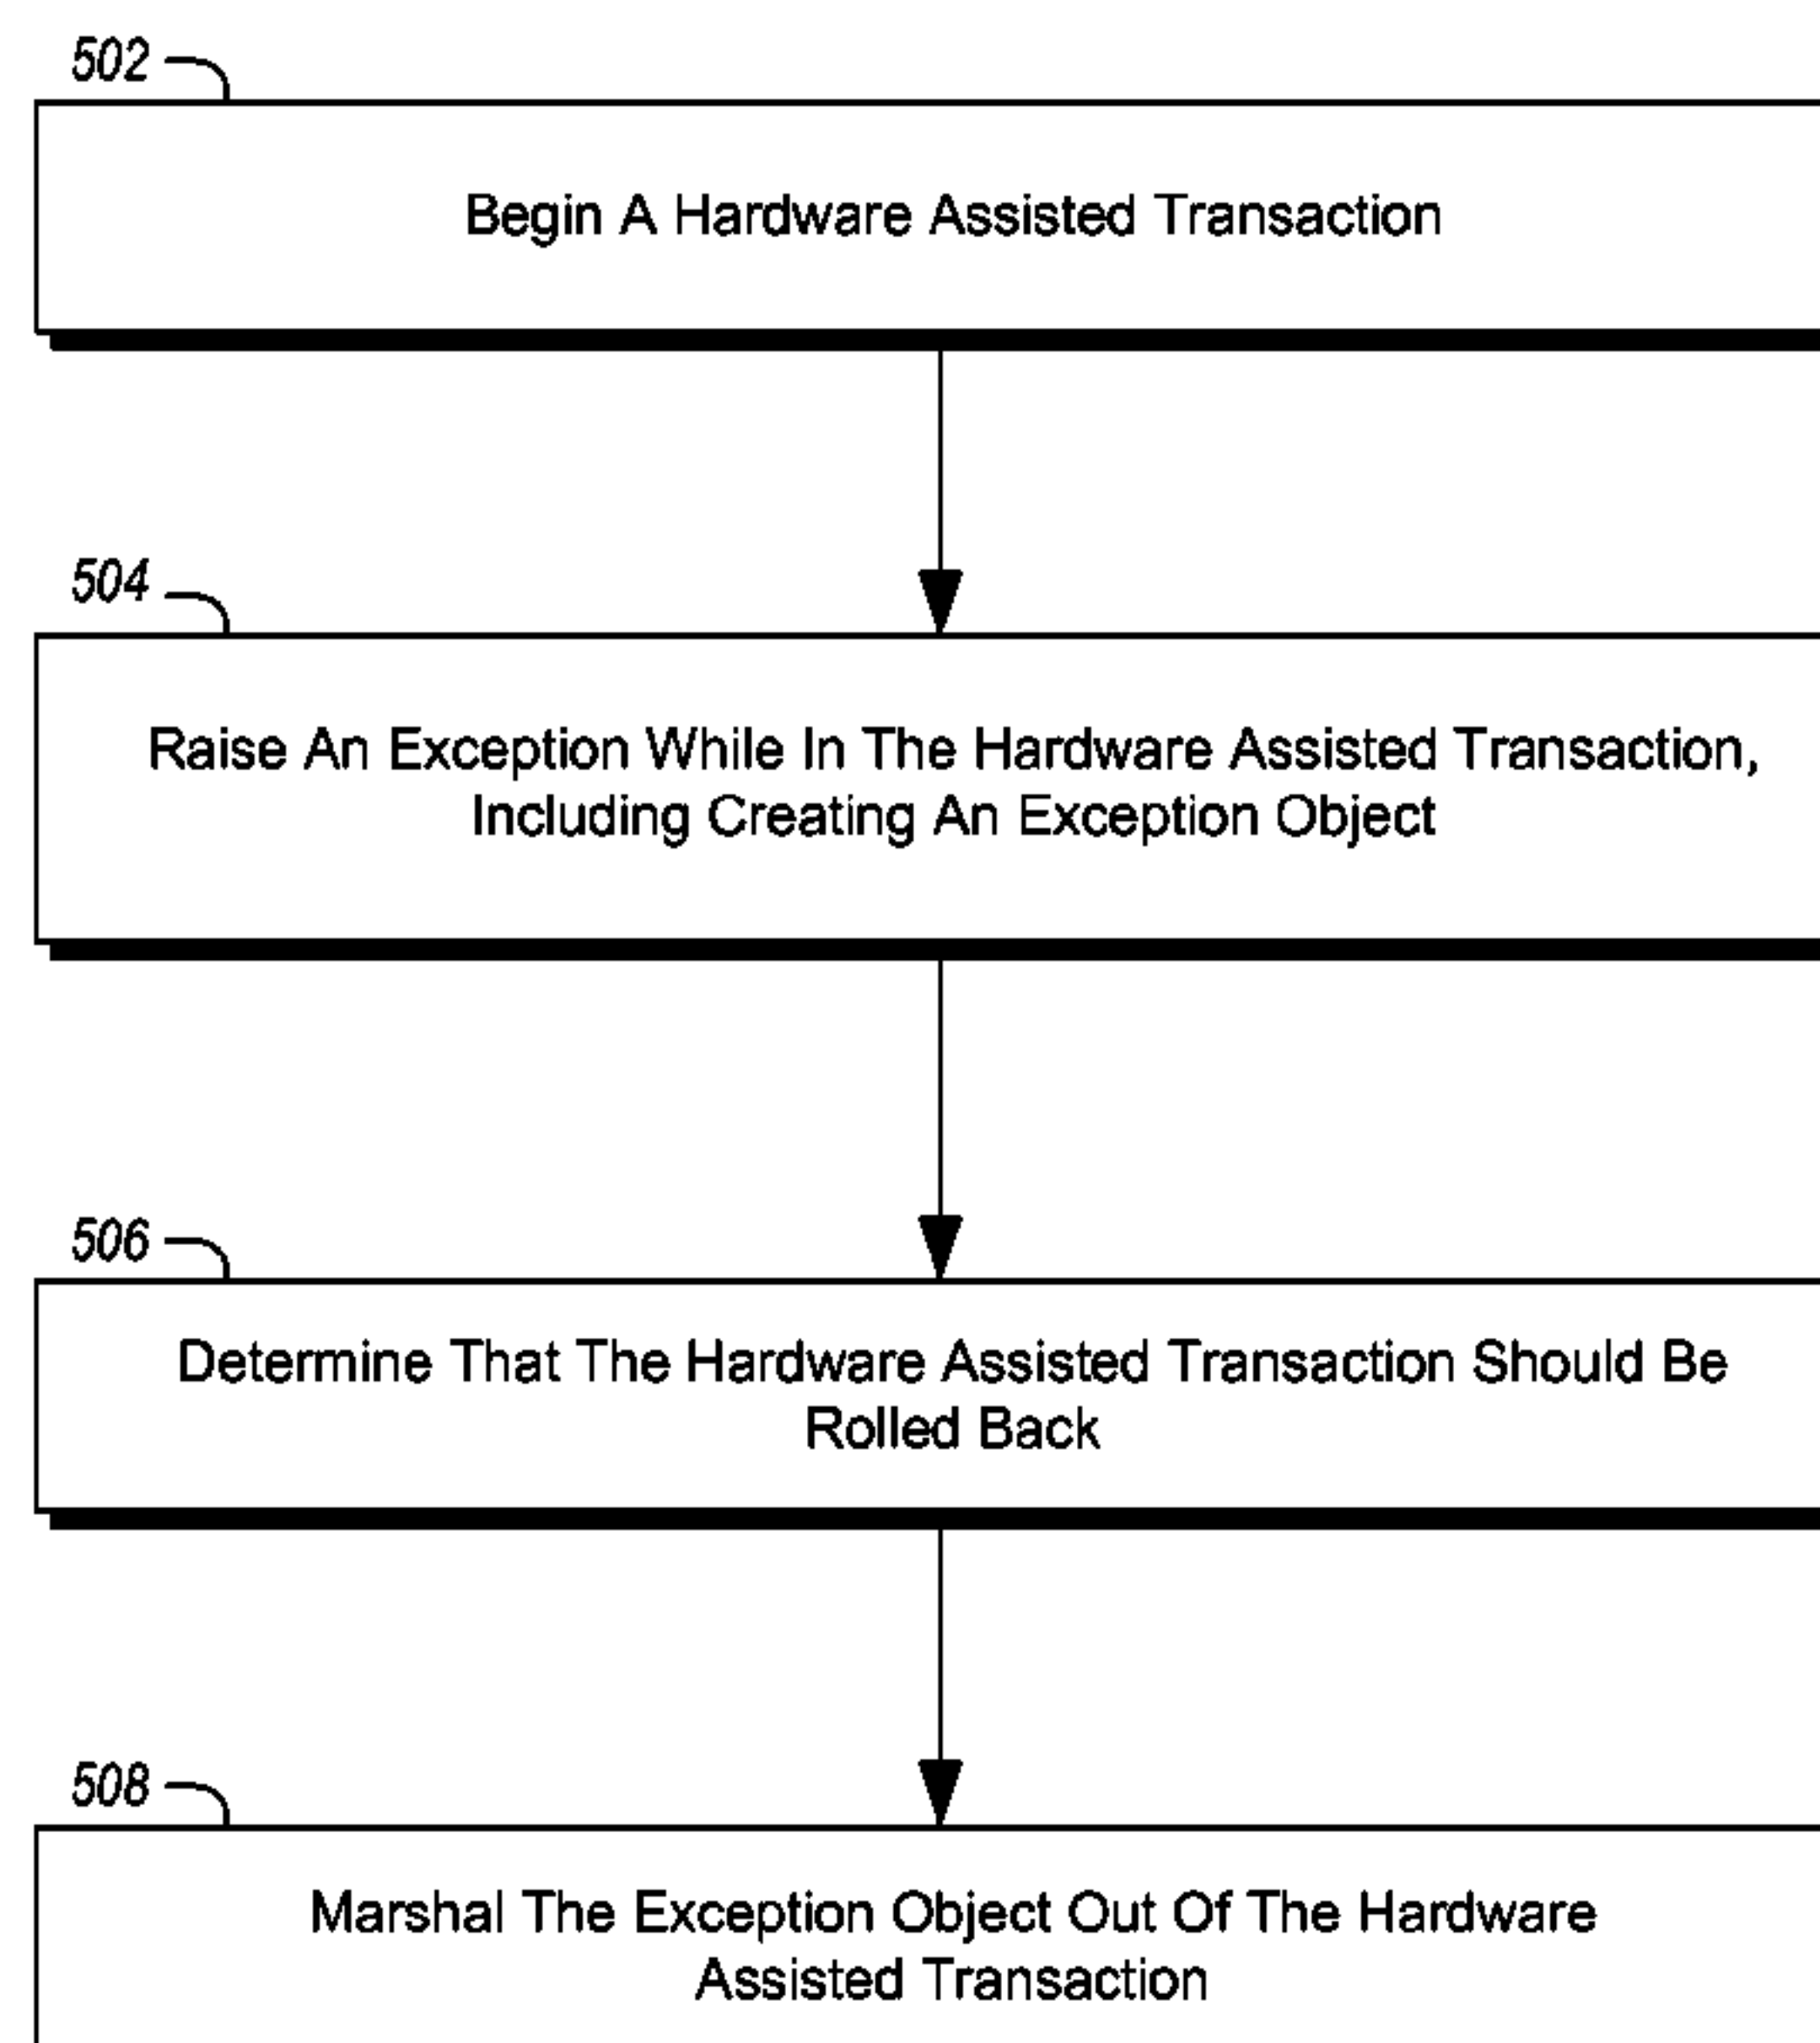 502
Begin A Hardware Assisted Transaction
504
Raise An Exception While In The Hardware Assisted Transaction,
Including Creating An Exception Object
506
Determine That The Hardware Assisted Transaction Should Be
Rolled Back
508
Marshal The Exception Object Out Of The Hardware
Assisted Transaction